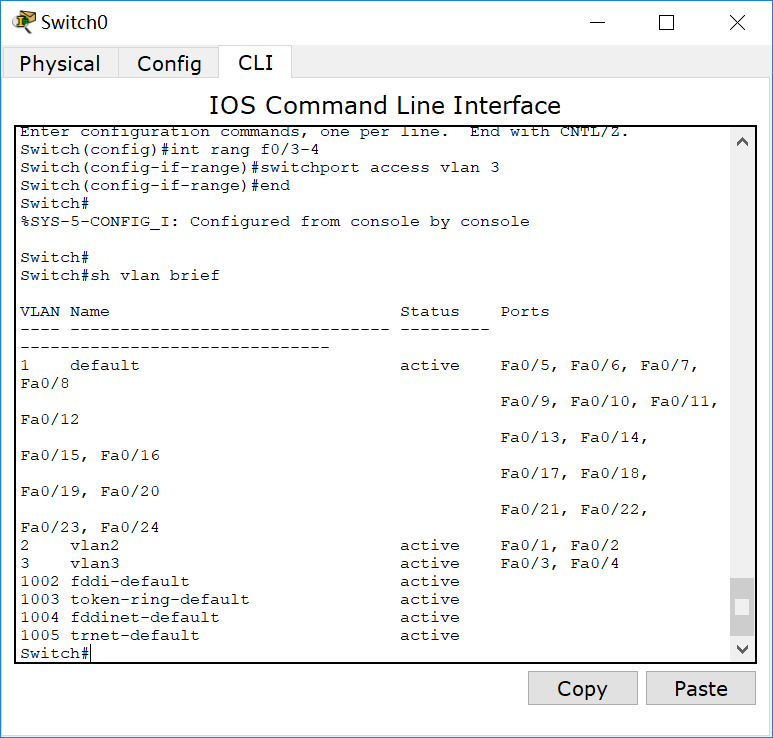 Switch0
Physical Config CLI
IOS Command Line Interface
Enter configuration commands, one per line.  End with CNTL/Z.
Switch(config)#int rang f0/3-4
Switch(config-if-range)#switchport access vlan 3
Switch(config-if-range)#end
Switch#
%SYS-5-CONFIG_I: Configured from console by console
Switch#
Switch#sh vlan brief
VLAN Name                             Status    Ports
---- -------------------------------- ---------
-------------------------------
1    default                          active    Fa0/5, Fa0/6, Fa0/7,
Fa0/8
                                                Fa0/9, Fa0/10, Fa0/11,
Fa0/12
                                                Fa0/13, Fa0/14,
Fa0/15, Fa0/16
                                                Fa0/17, Fa0/18,
Fa0/19, Fa0/20
                                                Fa0/21, Fa0/22,
Fa0/23, Fa0/24
2    vlan2                            active    Fa0/1, Fa0/2
3    vlan3                            active    Fa0/3, Fa0/4
1002 fddi-default                     active
1003 token-ring-default               active
1004 fddinet-default                  active
1005 trnet-default                    active
Switch#
Copy Paste